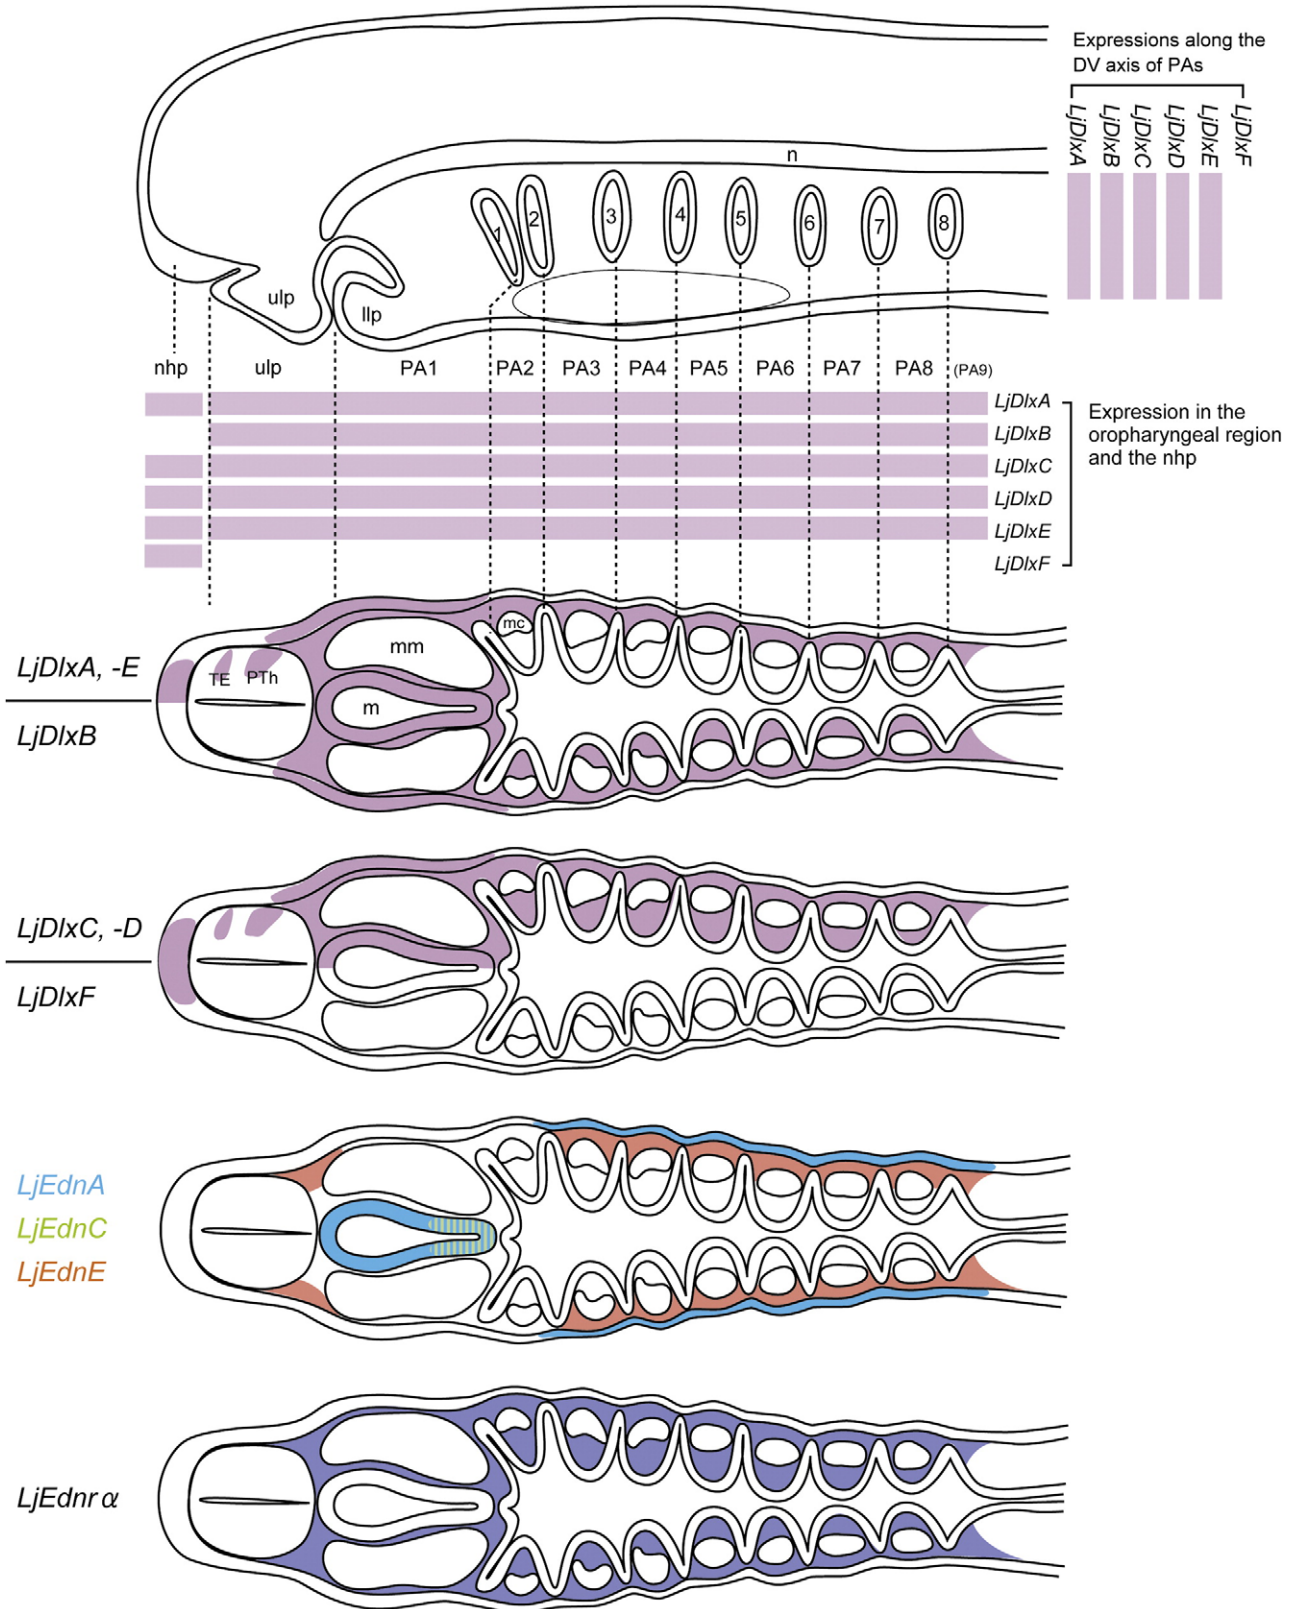 Expressions along the
DV axis of PAs
LjDlxA
LjDlxB
LjDlxC
LjDlxD
LjDlxE
LjDlxF
n
1 2 3 4 5 6 7 8
ulp
llp
nhp ulp PA1 PA2 PA3 PA4 PA5 PA6 PA7 PA8 (PA9)
LjDlxA
LjDlxB
LjDlxC
LjDlxD
LjDlxE
LjDlxF
Expression in the
oropharyngeal region
and the nhp
mc
mm
TE PTh
m
LjDlxA, -E
LjDlxB
LjDlxC, -D
LjDlxF
LjEdnA
LjEdnC
LjEdnE
LjEdnr α